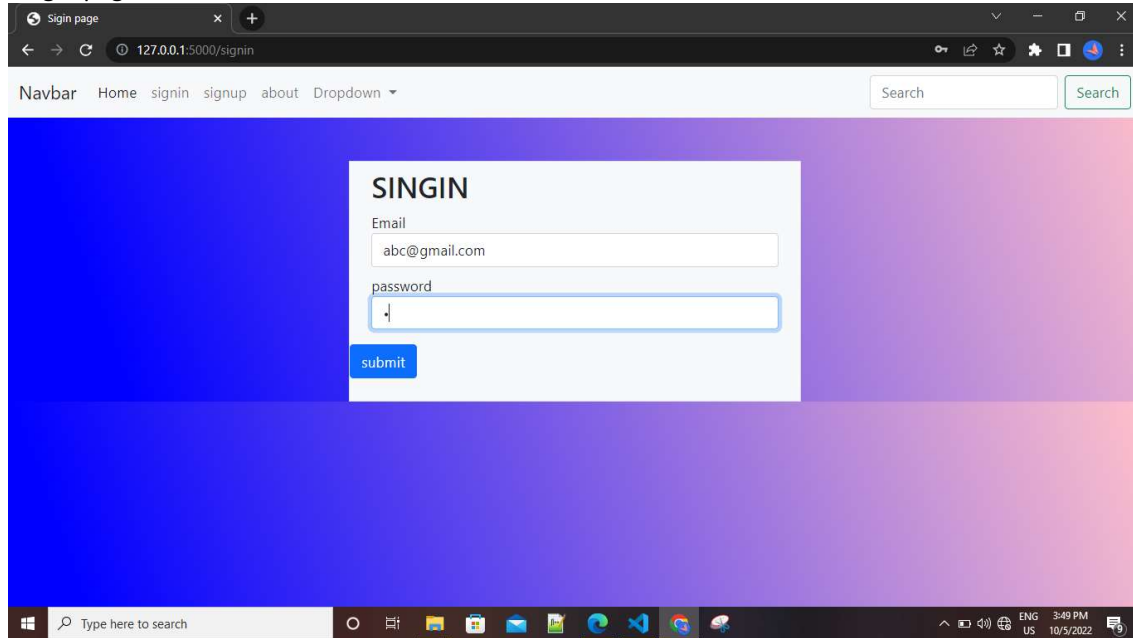 Sigin page
127.0.0.1:5000/signin
Navbar Home signin signup about Dropdown Search Search
SINGIN
Email
abc@gmail.com
password
submit
Type here to search
ENG 3:49 PM
US 10/5/2022
9